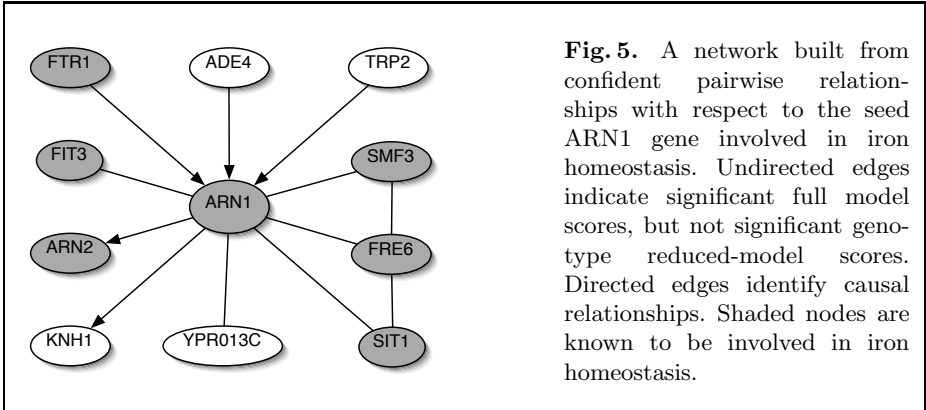 FTR1
ADE4
TRP2
FIT3
SMF3
ARN1
ARN2
FRE6
KNH1
YPR013C
SIT1
Fig. 5. A network built from
confident pairwise relation-
ships with respect to the seed
ARN1 gene involved in iron
homeostasis. Undirected edges
indicate significant full model
scores, but not significant geno-
type reduced-model scores.
Directed edges identify causal
relationships. Shaded nodes are
known to be involved in iron
homeostasis.